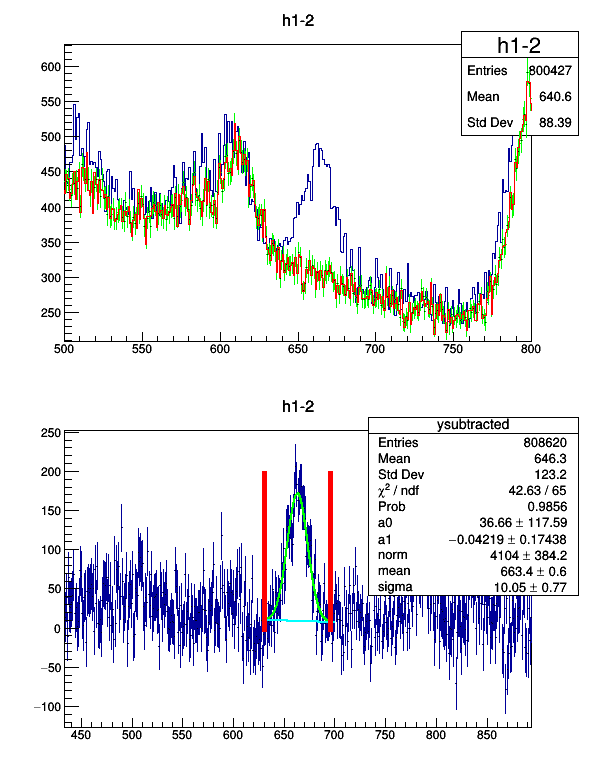 h1-2
h1-2
Entries 800427
Mean 640.6
Std Dev 88.39
600
550
500
450
400
350
300
250
500 550 600 650 700 750 800
h1-2
ysubtracted
Entries 808620
Mean 646.3
Std Dev 123.2
χ² / ndf 42.63 / 65
Prob 0.9856
a0 36.66 ± 117.59
a1 −0.04219 ± 0.17438
norm 4104 ± 384.2
mean 663.4 ± 0.6
sigma 10.05 ± 0.77
250
200
150
100
50
0
−50
−100
450 500 550 600 650 700 750 800 850